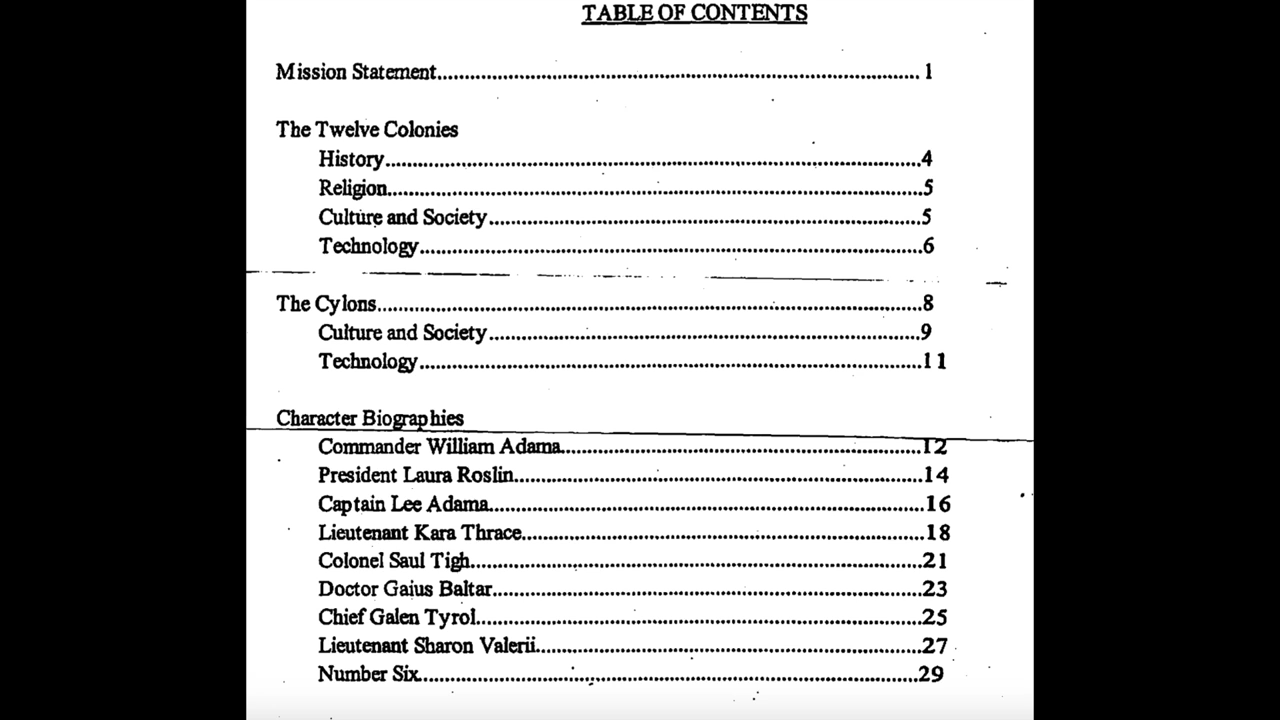 TABLE OF CONTENTS
Mission Statement.......................................................................................... 1
The Twelve Colonies
History.....................................................................................................4
Religion....................................................................................................5
Culture and Society.................................................................................5
Technology..............................................................................................6
The Cylons.....................................................................................................8
Culture and Society.................................................................................9
Technology..............................................................................................11
Character Biographies
Commander William Adama....................................................................12
President Laura Roslin............................................................................14
Captain Lee Adama.................................................................................16
Lieutenant Kara Thrace...........................................................................18
Colonel Saul Tigh....................................................................................21
Doctor Gaius Baltar.................................................................................23
Chief Galen Tyrol....................................................................................25
Lieutenant Sharon Valerii.........................................................................27
Number Six..............................................................................................29